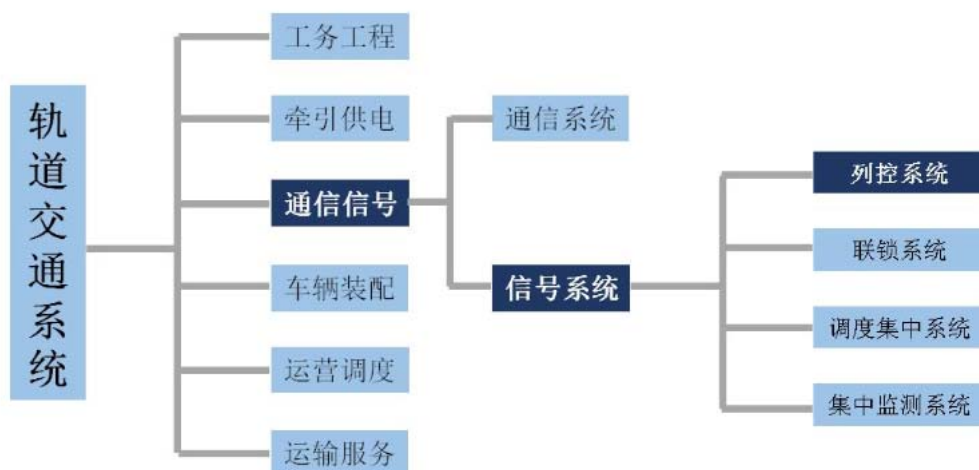 轨道交通系统
工务工程
牵引供电
通信信号
车辆装配
运营调度
运输服务
通信系统
信号系统
列控系统
联锁系统
调度集中系统
集中监测系统